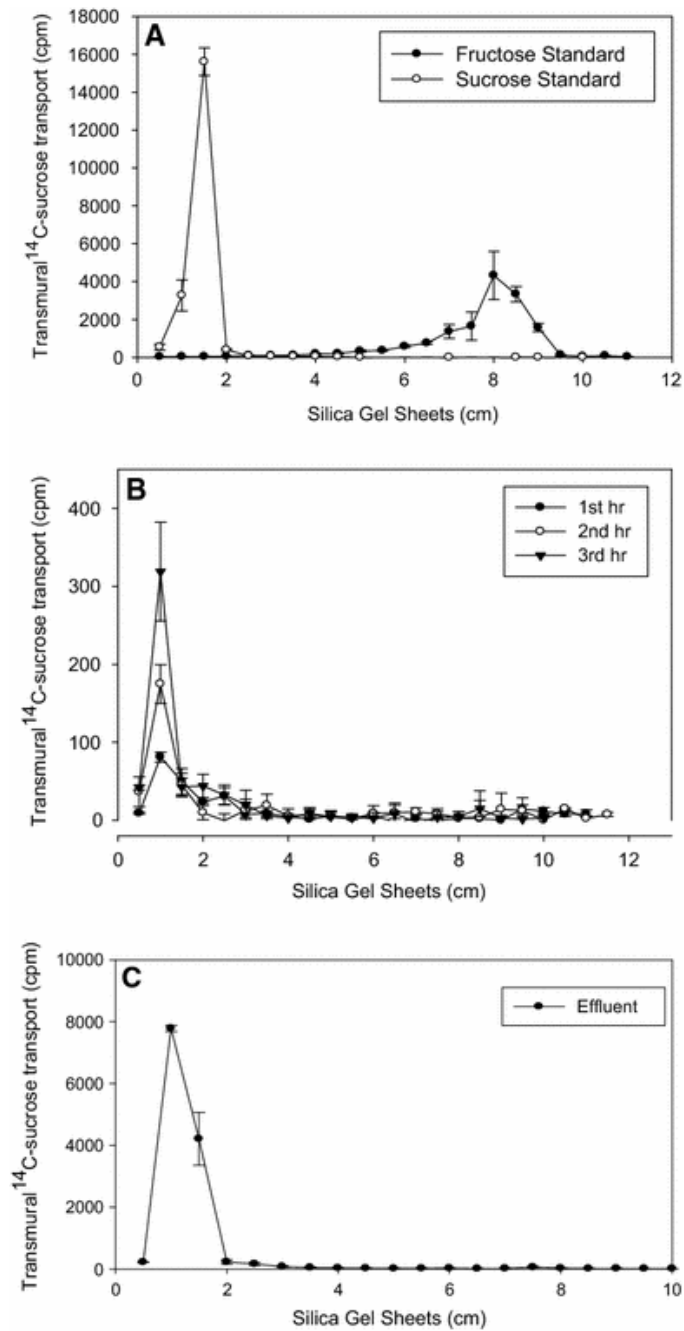 A
Fructose Standard
Sucrose Standard
Transmural ¹⁴C-sucrose transport (cpm)
18000
16000
14000
12000
10000
8000
6000
4000
2000
0
0 2 4 6 8 10 12
Silica Gel Sheets (cm)
B
1st hr
2nd hr
3rd hr
Transmural ¹⁴C-sucrose transport (cpm)
400
300
200
100
0
0 2 4 6 8 10 12
Silica Gel Sheets (cm)
C
Effluent
Transmural ¹⁴C-sucrose transport (cpm)
10000
8000
6000
4000
2000
0
0 2 4 6 8 10
Silica Gel Sheets (cm)